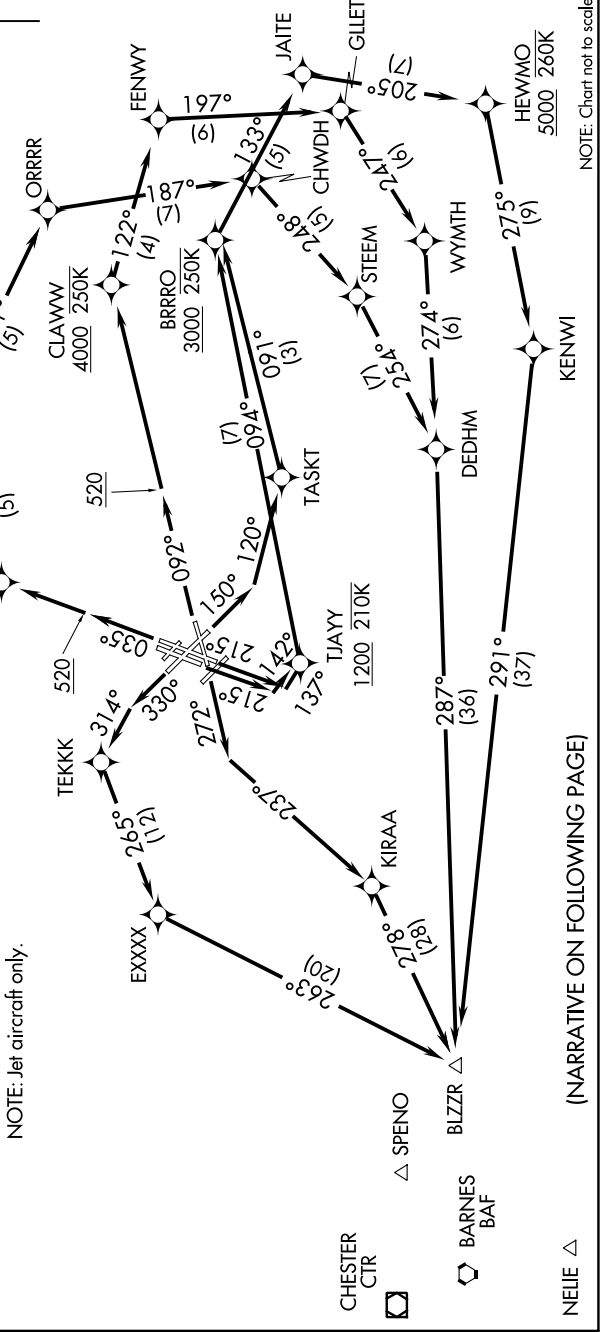 NOTE: Jet aircraft only.
(5)
(5)
ORRRR
187°
(7)
FENWY
197°
(6)
JAITE
205°
(7)
GLLET
HEWMO
5000 260K
NOTE: Chart not to scale
CLAWW
4000 250K
122°
(4)
BRRRO
3000 250K
133°
(5)
CHWDH
248°
(5)
STEEM
254°
(7)
247°
(6)
WYMTH
274°
(6)
275°
(9)
KENWI
DEDHM
520
092°
091°
(3)
094°
(7)
TASKT
120°
150°
035°
520
215°
215°
142°
137°
TJAYY
1200 210K
330°
314°
TEKKK
265°
(12)
EXXXX
263°
(20)
272°
237°
KIRAA
278°
(28)
287°
(36)
291°
(37)
BLZZR
SPENO
CHESTER
CTR
BARNES
BAF
NELIE
(NARRATIVE ON FOLLOWING PAGE)